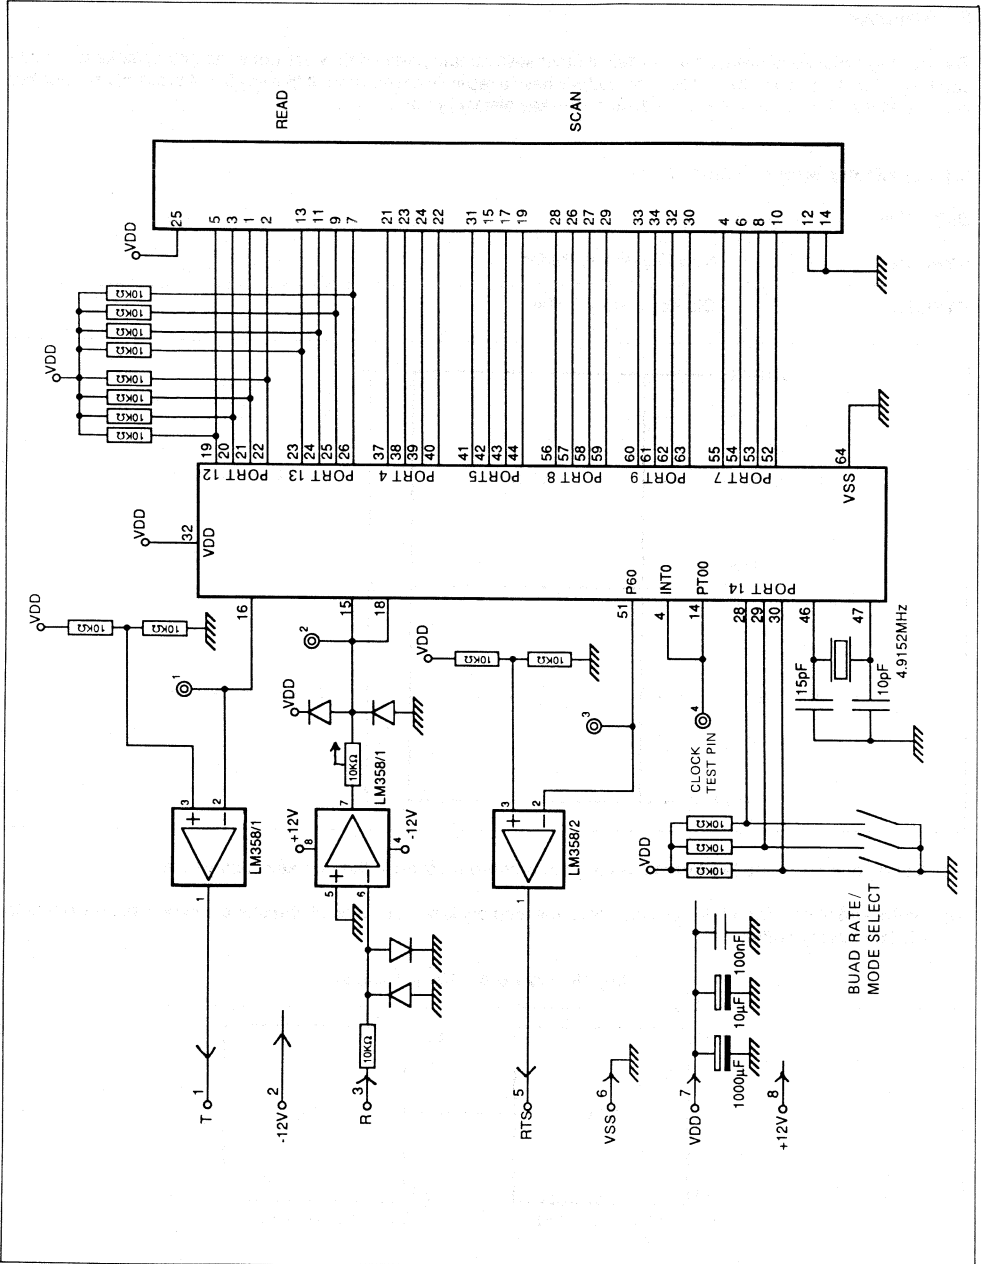 READ
SCAN
VDD
25
5
3
1
2
13
11
9
7
21
23
24
22
31
15
17
19
28
26
27
29
33
34
32
30
4
6
8
10
12
14
VDD
10KΩ
10KΩ
10KΩ
10KΩ
10KΩ
10KΩ
10KΩ
10KΩ
19
20
21
22
23
24
25
26
37
38
39
40
41
42
43
44
56
57
58
59
60
61
62
63
55
54
53
52
64
PORT 12
PORT 13
PORT 4
PORT5
PORT 8
PORT 9
PORT 7
VSS
VDD
32
VDD
P60
INT0
PT00
PORT 14
16
15
18
51
4
14
28
29
30
46
47
VDD
10KΩ
10KΩ
1
2
VDD
VDD
10KΩ
10KΩ
3
4
CLOCK
TEST PIN
15pF
10pF
4.9152MHz
3
2
+
−
LM358/1
1
10KΩ
LM358/1
7
+12V
8
4
-12V
+
−
5
6
3
2
+
−
LM358/2
1
VDD
10KΩ
10KΩ
10KΩ
BUAD RATE/
MODE SELECT
100nF
10µF
1000µF
10KΩ
T
1
-12V
2
R
3
RTS
5
VSS
6
VDD
7
+12V
8